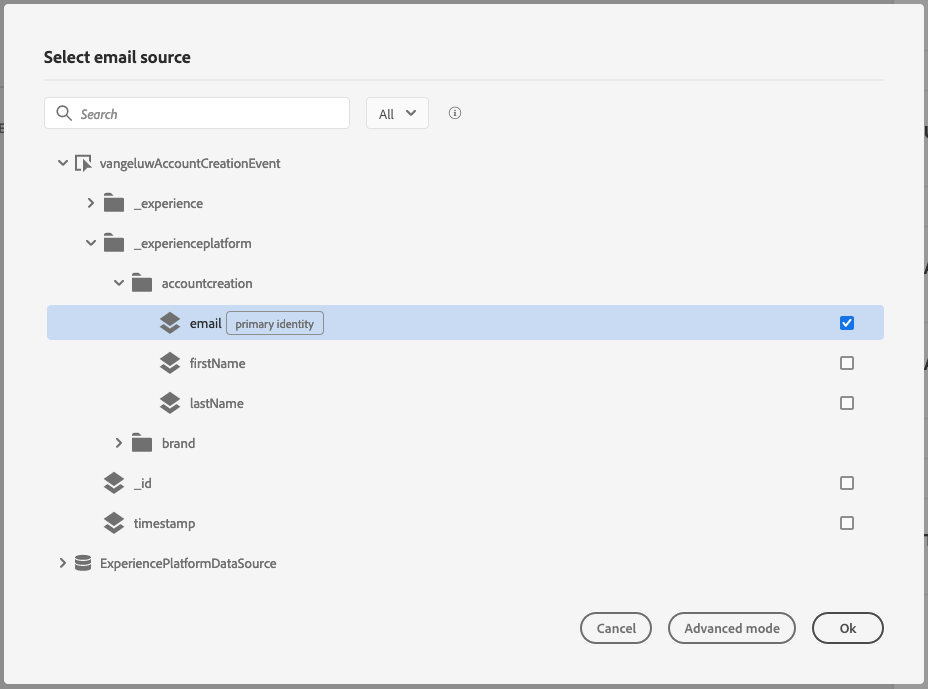 Select email source
Search
All
vangeluwAccountCreationEvent
_experience
_experienceplatform
accountcreation
email primary identity
firstName
lastName
brand
_id
timestamp
ExperiencePlatformDataSource
Cancel Advanced mode Ok